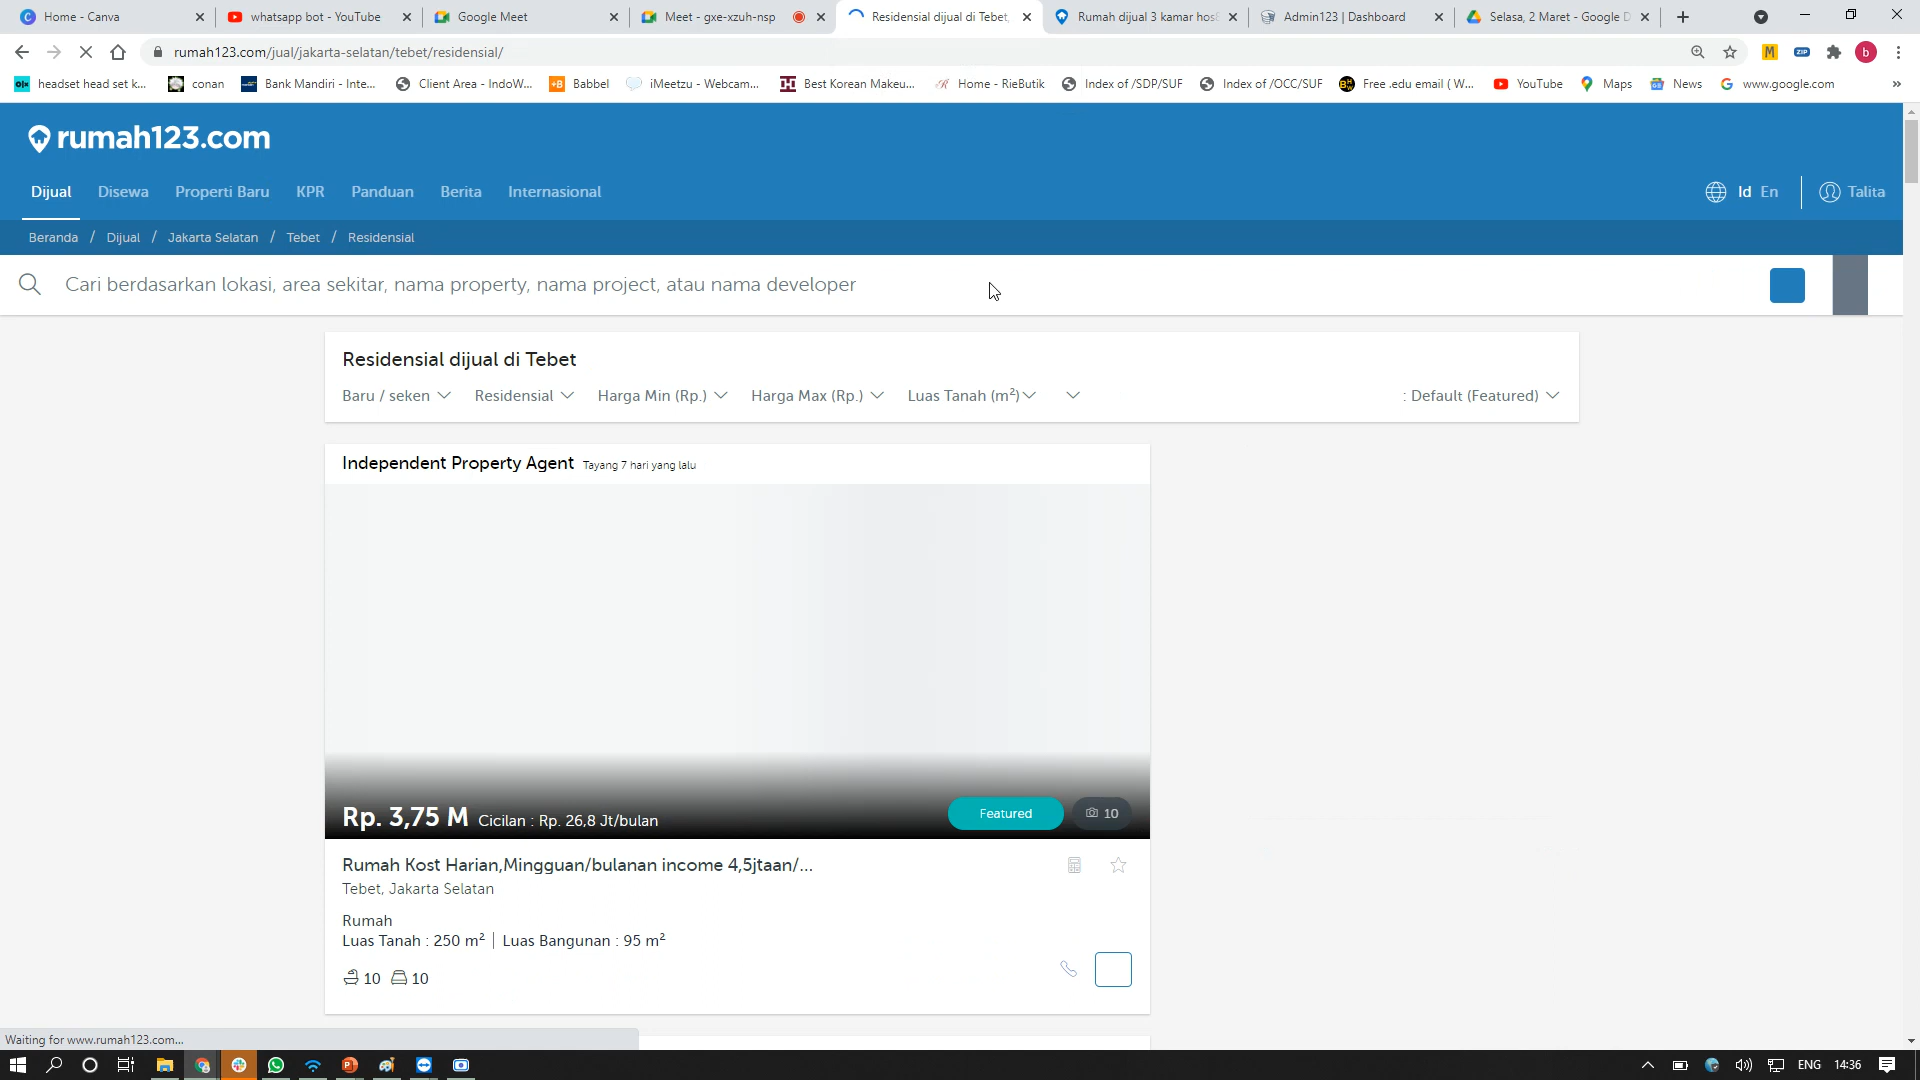 Home - Canva
whatsapp bot - YouTube
Google Meet
Meet - gxe-xzuh-nsp
Residensial dijual di Tebet,
Rumah dijual 3 kamar hos
Admin123 | Dashboard
Selasa, 2 Maret - Google D
rumah123.com/jual/jakarta-selatan/tebet/residensial/
M
ZIP
b
headset head set k...
conan
Bank Mandiri - Inte...
Client Area - IndoW...
Babbel
iMeetzu - Webcam...
Best Korean Makeu...
Home - RieButik
Index of /SDP/SUF
Index of /OCC/SUF
Free .edu email ( W...
YouTube
Maps
News
www.google.com
»
rumah123.com
Dijual Disewa Properti Baru KPR Panduan Berita Internasional
Id En
Talita
Beranda / Dijual / Jakarta Selatan / Tebet / Residensial
Cari berdasarkan lokasi, area sekitar, nama property, nama project, atau nama developer
Residensial dijual di Tebet
Baru / seken Residensial Harga Min (Rp.) Harga Max (Rp.) Luas Tanah (m²)
: Default (Featured)
Independent Property Agent Tayang 7 hari yang lalu
Rp. 3,75 M Cicilan : Rp. 26,8 Jt/bulan
Featured
10
Rumah Kost Harian,Mingguan/bulanan income 4,5jtaan/...
Tebet, Jakarta Selatan
Rumah
Luas Tanah : 250 m² | Luas Bangunan : 95 m²
10 10
Waiting for www.rumah123.com...
ENG 14:36